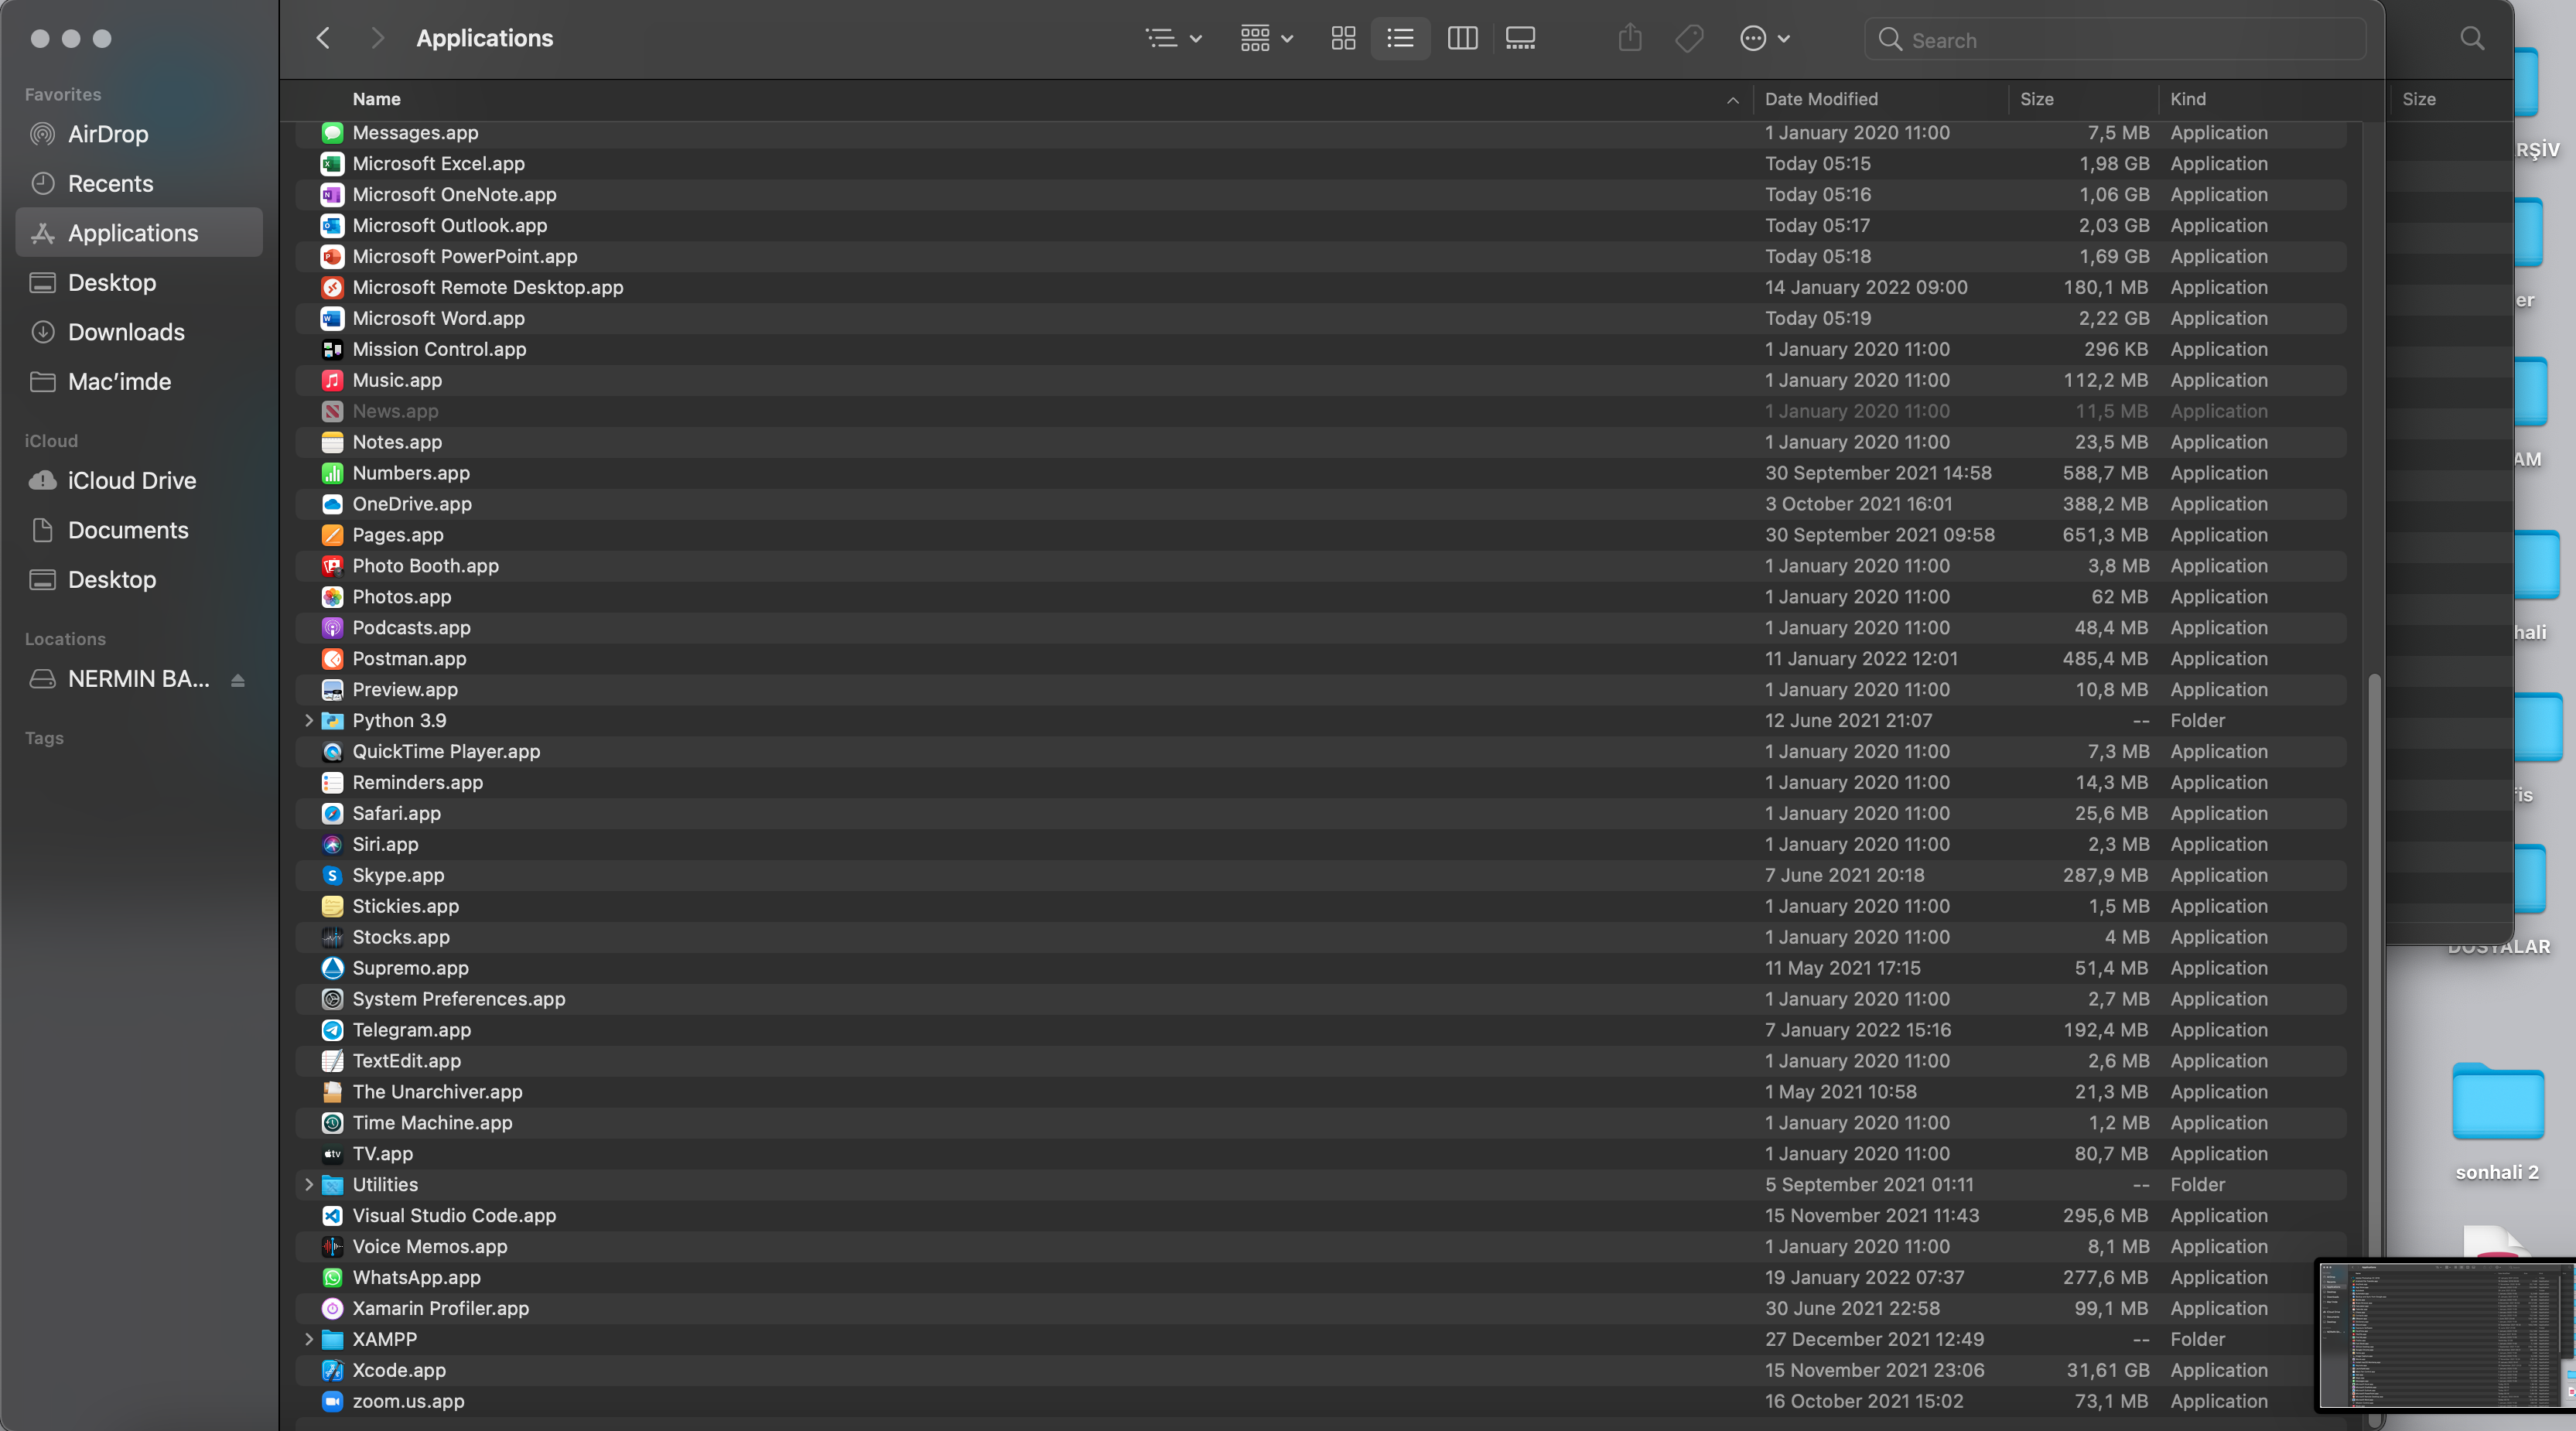 Applications
Search
Favorites
AirDrop
Recents
Applications
Desktop
Downloads
Mac’imde
iCloud
iCloud Drive
Documents
Desktop
Locations
NERMIN BA...
Tags
Name Date Modified Size Kind
Messages.app 1 January 2020 11:00 7,5 MB Application
Microsoft Excel.app Today 05:15 1,98 GB Application
Microsoft OneNote.app Today 05:16 1,06 GB Application
Microsoft Outlook.app Today 05:17 2,03 GB Application
Microsoft PowerPoint.app Today 05:18 1,69 GB Application
Microsoft Remote Desktop.app 14 January 2022 09:00 180,1 MB Application
Microsoft Word.app Today 05:19 2,22 GB Application
Mission Control.app 1 January 2020 11:00 296 KB Application
Music.app 1 January 2020 11:00 112,2 MB Application
News.app 1 January 2020 11:00 11,5 MB Application
Notes.app 1 January 2020 11:00 23,5 MB Application
Numbers.app 30 September 2021 14:58 588,7 MB Application
OneDrive.app 3 October 2021 16:01 388,2 MB Application
Pages.app 30 September 2021 09:58 651,3 MB Application
Photo Booth.app 1 January 2020 11:00 3,8 MB Application
Photos.app 1 January 2020 11:00 62 MB Application
Podcasts.app 1 January 2020 11:00 48,4 MB Application
Postman.app 11 January 2022 12:01 485,4 MB Application
Preview.app 1 January 2020 11:00 10,8 MB Application
Python 3.9 12 June 2021 21:07 -- Folder
QuickTime Player.app 1 January 2020 11:00 7,3 MB Application
Reminders.app 1 January 2020 11:00 14,3 MB Application
Safari.app 1 January 2020 11:00 25,6 MB Application
Siri.app 1 January 2020 11:00 2,3 MB Application
Skype.app 7 June 2021 20:18 287,9 MB Application
Stickies.app 1 January 2020 11:00 1,5 MB Application
Stocks.app 1 January 2020 11:00 4 MB Application
Supremo.app 11 May 2021 17:15 51,4 MB Application
System Preferences.app 1 January 2020 11:00 2,7 MB Application
Telegram.app 7 January 2022 15:16 192,4 MB Application
TextEdit.app 1 January 2020 11:00 2,6 MB Application
The Unarchiver.app 1 May 2021 10:58 21,3 MB Application
Time Machine.app 1 January 2020 11:00 1,2 MB Application
TV.app 1 January 2020 11:00 80,7 MB Application
Utilities 5 September 2021 01:11 -- Folder
Visual Studio Code.app 15 November 2021 11:43 295,6 MB Application
Voice Memos.app 1 January 2020 11:00 8,1 MB Application
WhatsApp.app 19 January 2022 07:37 277,6 MB Application
Xamarin Profiler.app 30 June 2021 22:58 99,1 MB Application
XAMPP 27 December 2021 12:49 -- Folder
Xcode.app 15 November 2021 23:06 31,61 GB Application
zoom.us.app 16 October 2021 15:02 73,1 MB Application
Size
RŞİV
er
AM
hali
fis
DOSYALAR
sonhali 2